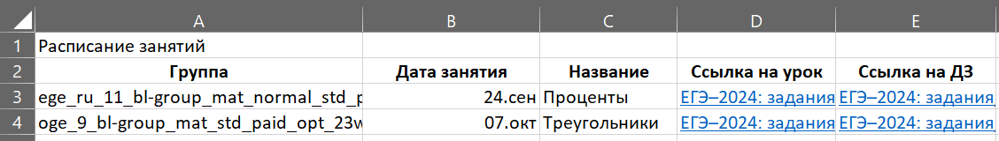 A B C D E
1 Расписание занятий
2 Группа Дата занятия Название Ссылка на урок Ссылка на ДЗ
3 ege_ru_11_bl-group_mat_normal_std_p 24.сен Проценты ЕГЭ–2024: задания ЕГЭ–2024: задания
4 oge_9_bl-group_mat_std_paid_opt_23w 07.окт Треугольники ЕГЭ–2024: задания ЕГЭ–2024: задания